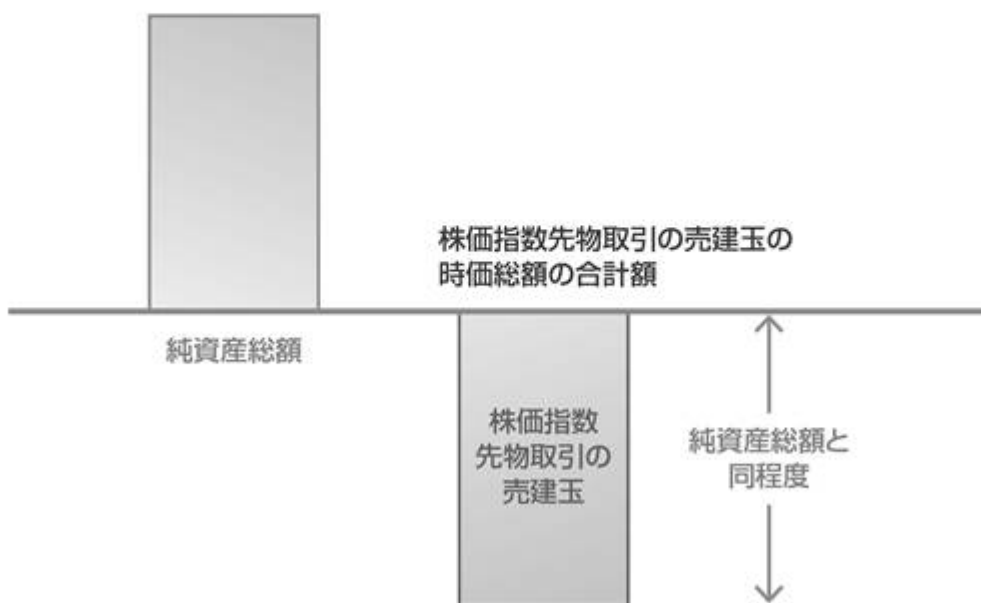 株価指数先物取引の売建玉の
時価総額の合計額
純資産総額
株価指数
先物取引の
売建玉
純資産総額と
同程度